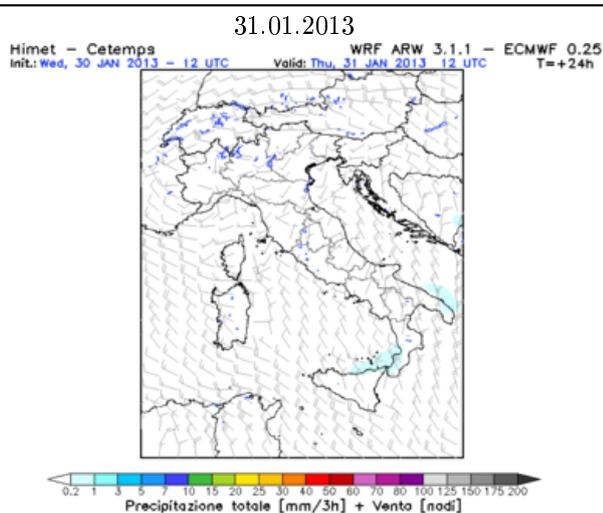 31.01.2013
Himet – Cetemps WRF ARW 3.1.1 – ECMWF 0.25
Init.: Wed, 30 JAN 2013 – 12 UTC Valid: Thu, 31 JAN 2013 12 UTC T=+24h
0.2 1 3 5 7 10 15 20 25 30 40 50 60 70 80 100 125 150 175 200
Precipitazione totale [mm/3h] + Vento [nodi]